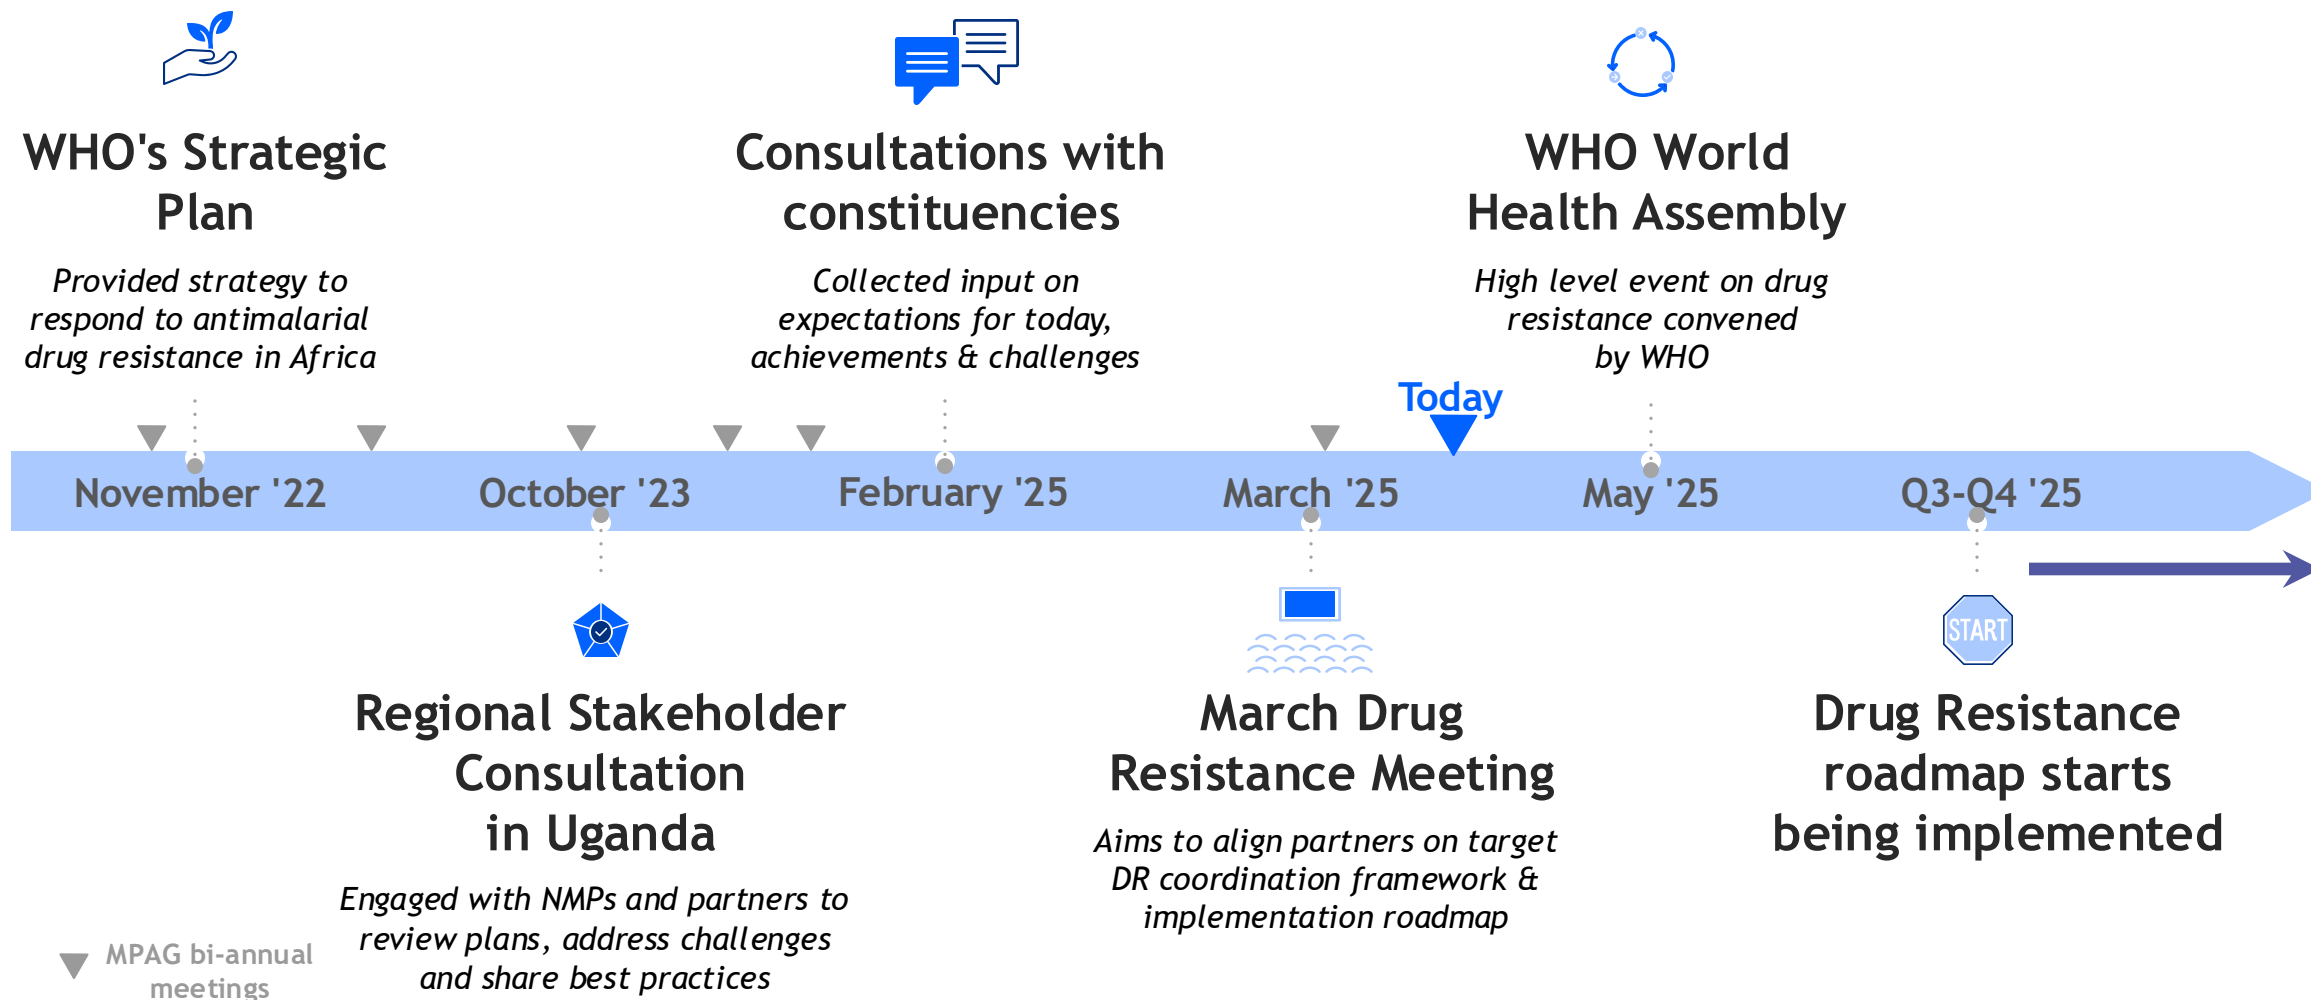 WHO's Strategic
Plan
Provided strategy to
respond to antimalarial
drug resistance in Africa
Consultations with
constituencies
Collected input on
expectations for today,
achievements & challenges
WHO World
Health Assembly
High level event on drug
resistance convened
by WHO
Today
November '22
October '23
February '25
March '25
May '25
Q3-Q4 '25
Regional Stakeholder
Consultation
in Uganda
Engaged with NMPs and partners to
review plans, address challenges
and share best practices
March Drug
Resistance Meeting
Aims to align partners on target
DR coordination framework &
implementation roadmap
START
Drug Resistance
roadmap starts
being implemented
MPAG bi-annual
meetings